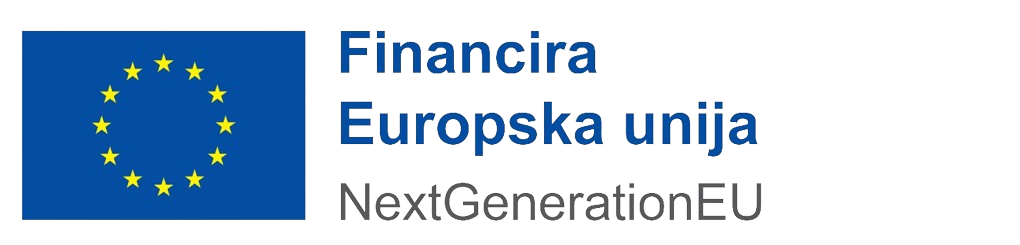 Financira
Europska unija
NextGenerationEU